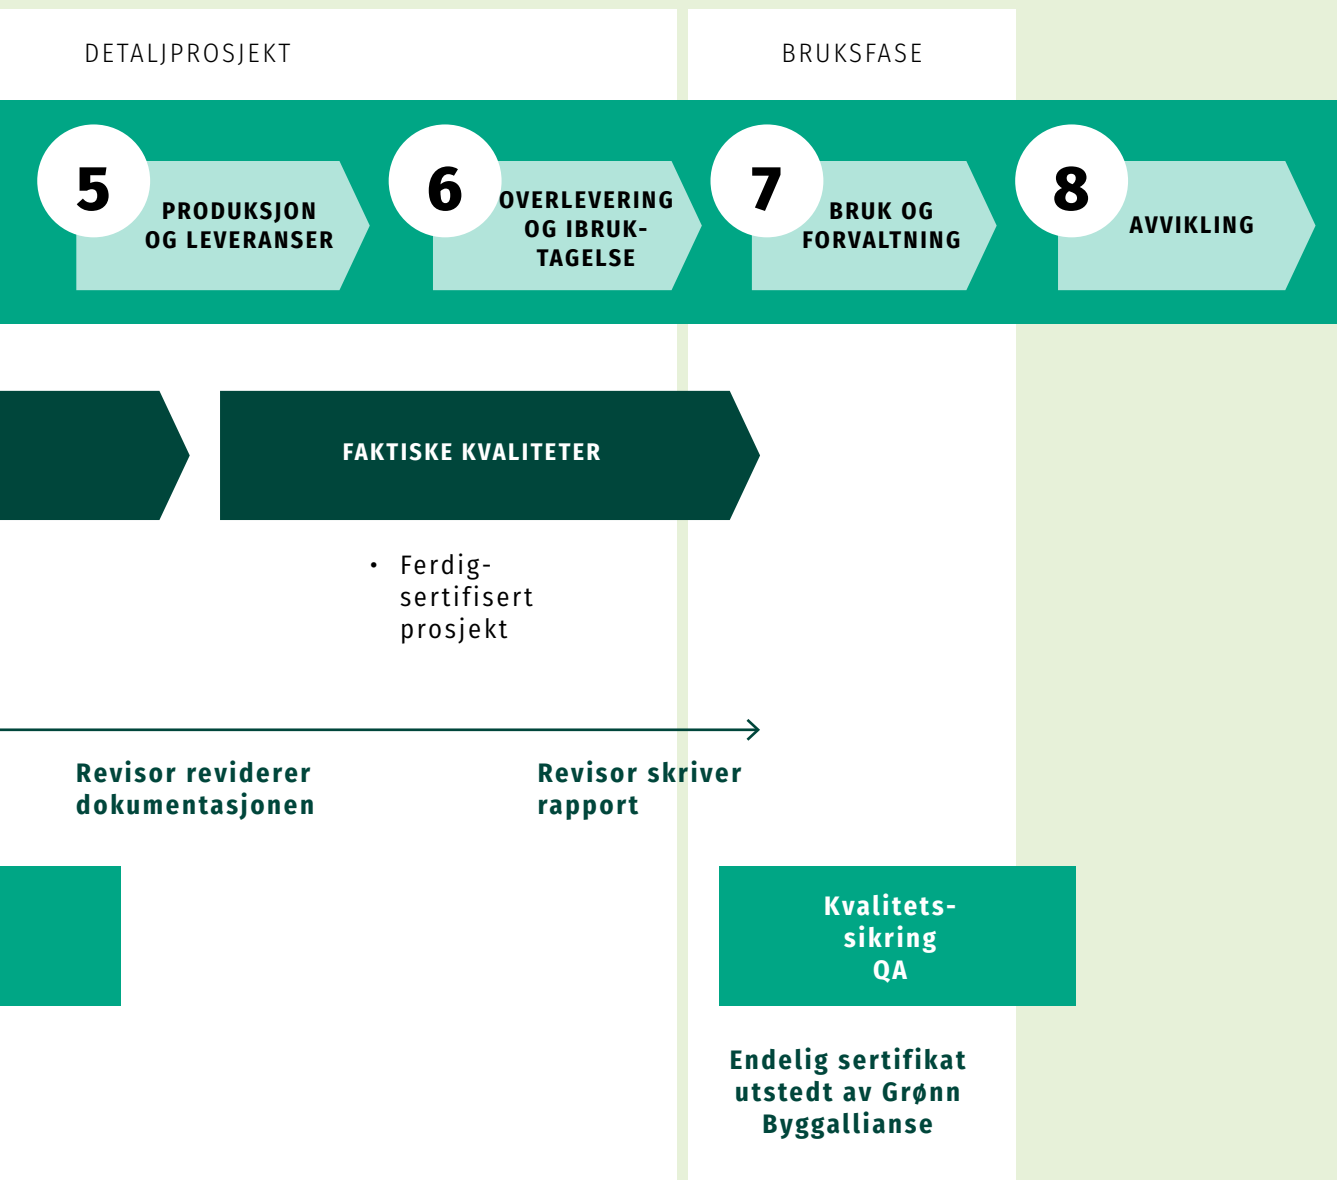 DETALJPROSJEKT
BRUKSFASE
5
PRODUKSJON
OG LEVERANSER
6
OVERLEVERING
OG IBRUK-
TAGELSE
7
BRUK OG
FORVALTNING
8
AVVIKLING
FAKTISKE KVALITETER
• Ferdig-
sertifisert
prosjekt
Revisor reviderer
dokumentasjonen
Revisor skriver
rapport
Kvalitets-
sikring
QA
Endelig sertifikat
utstedt av Grønn
Byggallianse